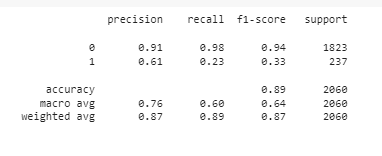 precision recall f1-score support
0 0.91 0.98 0.94 1823
1 0.61 0.23 0.33 237
accuracy 0.89 2060
macro avg 0.76 0.60 0.64 2060
weighted avg 0.87 0.89 0.87 2060